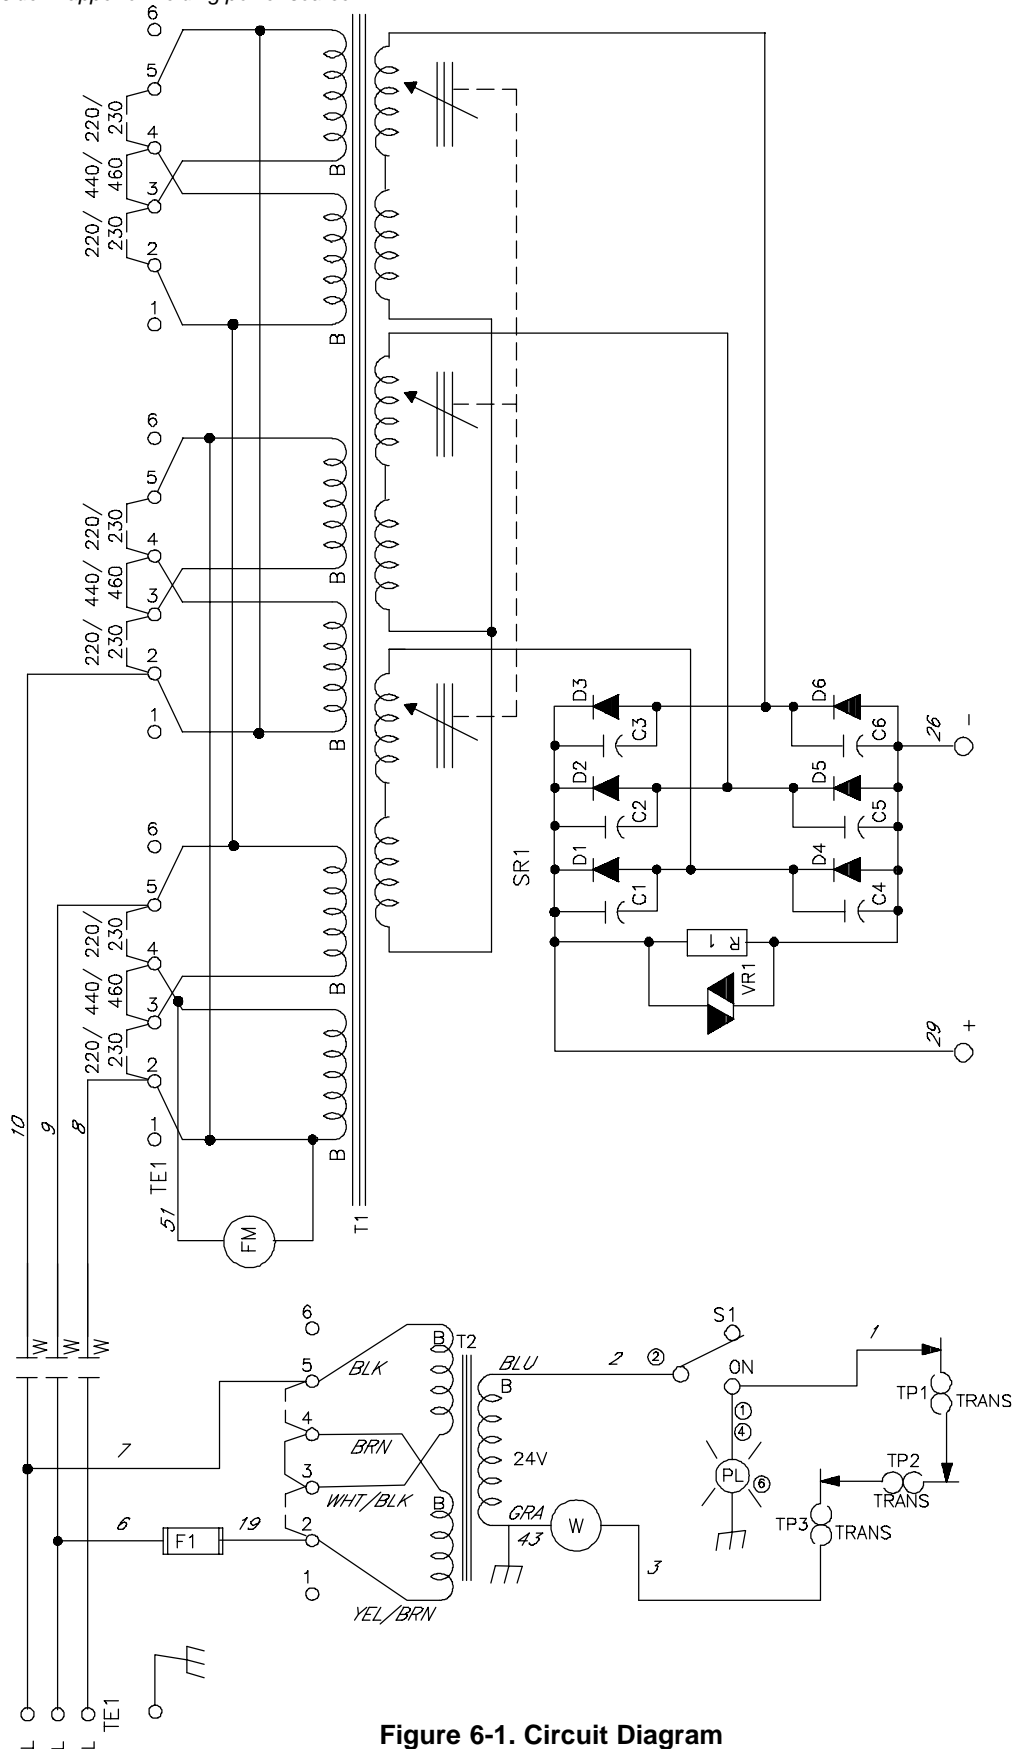 6
5
220/
230
4
440/
460
3
220/
230
2
1
B
B
6
5
220/
230
4
440/
460
3
220/
230
2
1
B
B
6
5
220/
230
4
440/
460
3
220/
230
2
1
B
B
10
9
8
TE1
51
FM
T1
D3
D6
C3
C6
26
-
D2
D5
C2
C5
SR1
D1
D4
C1
C4
R 1
VR1
29
+
W
W
W
6
5
BLK
B
T2
4
BRN
3
WHT/BLK
B
2
1
YEL/BRN
7
6
F1
19
BLU
B
24V
GRA
43
W
2
2
S1
ON
1
4
PL
6
1
TP1
TRANS
TP2
TRANS
TP3
TRANS
3
TE1
L
L
L
Figure 6-1. Circuit Diagram